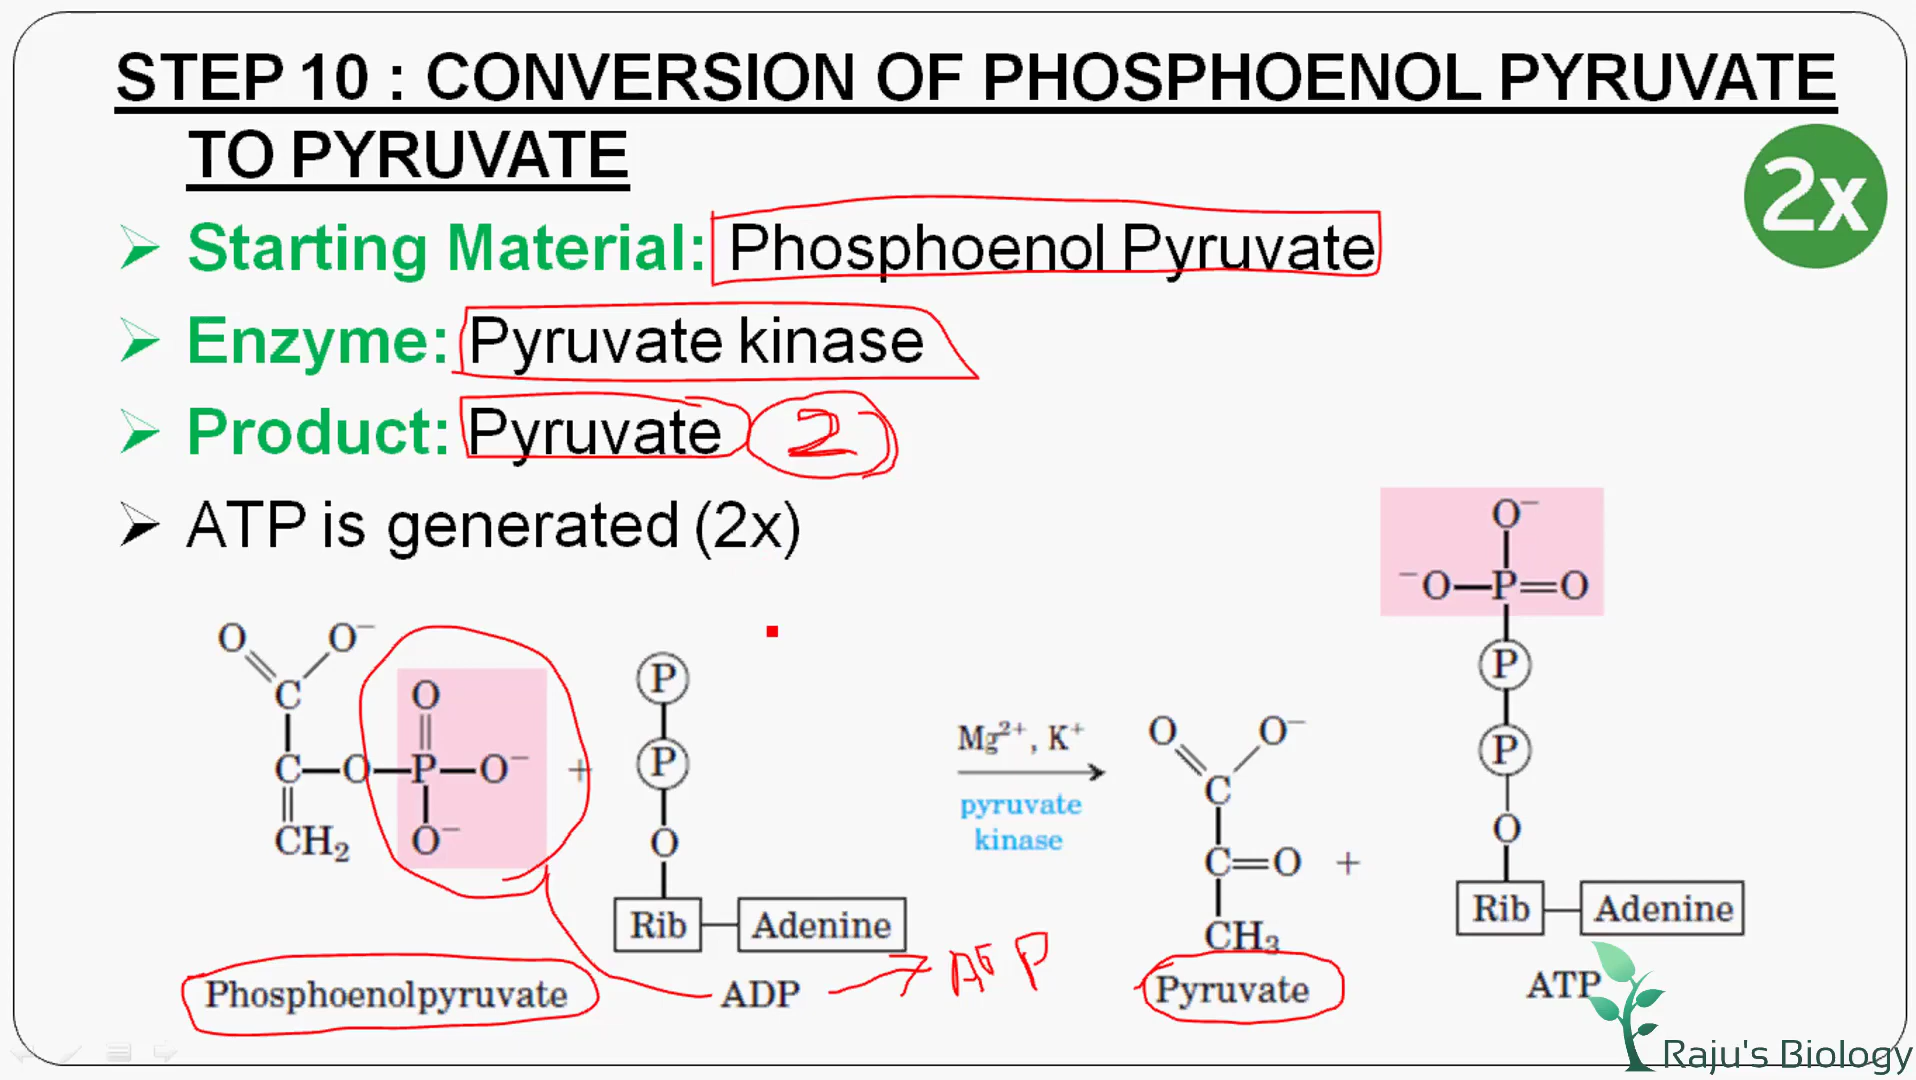 STEP 10 : CONVERSION OF PHOSPHOENOL PYRUVATE
TO PYRUVATE
2x
Starting Material: Phosphoenol Pyruvate
Enzyme: Pyruvate kinase
Product: Pyruvate 2
ATP is generated (2x)
O O⁻
C
O
C—O—P—O⁻
CH₂ O⁻
+
P
P
O
Rib Adenine
Phosphoenolpyruvate
ADP
ATP
Mg²⁺, K⁺
pyruvate
kinase
O O⁻
C
C=O
CH₃
Pyruvate
+
O⁻
⁻O—P=O
P
P
O
Rib Adenine
ATP
Raju's Biology